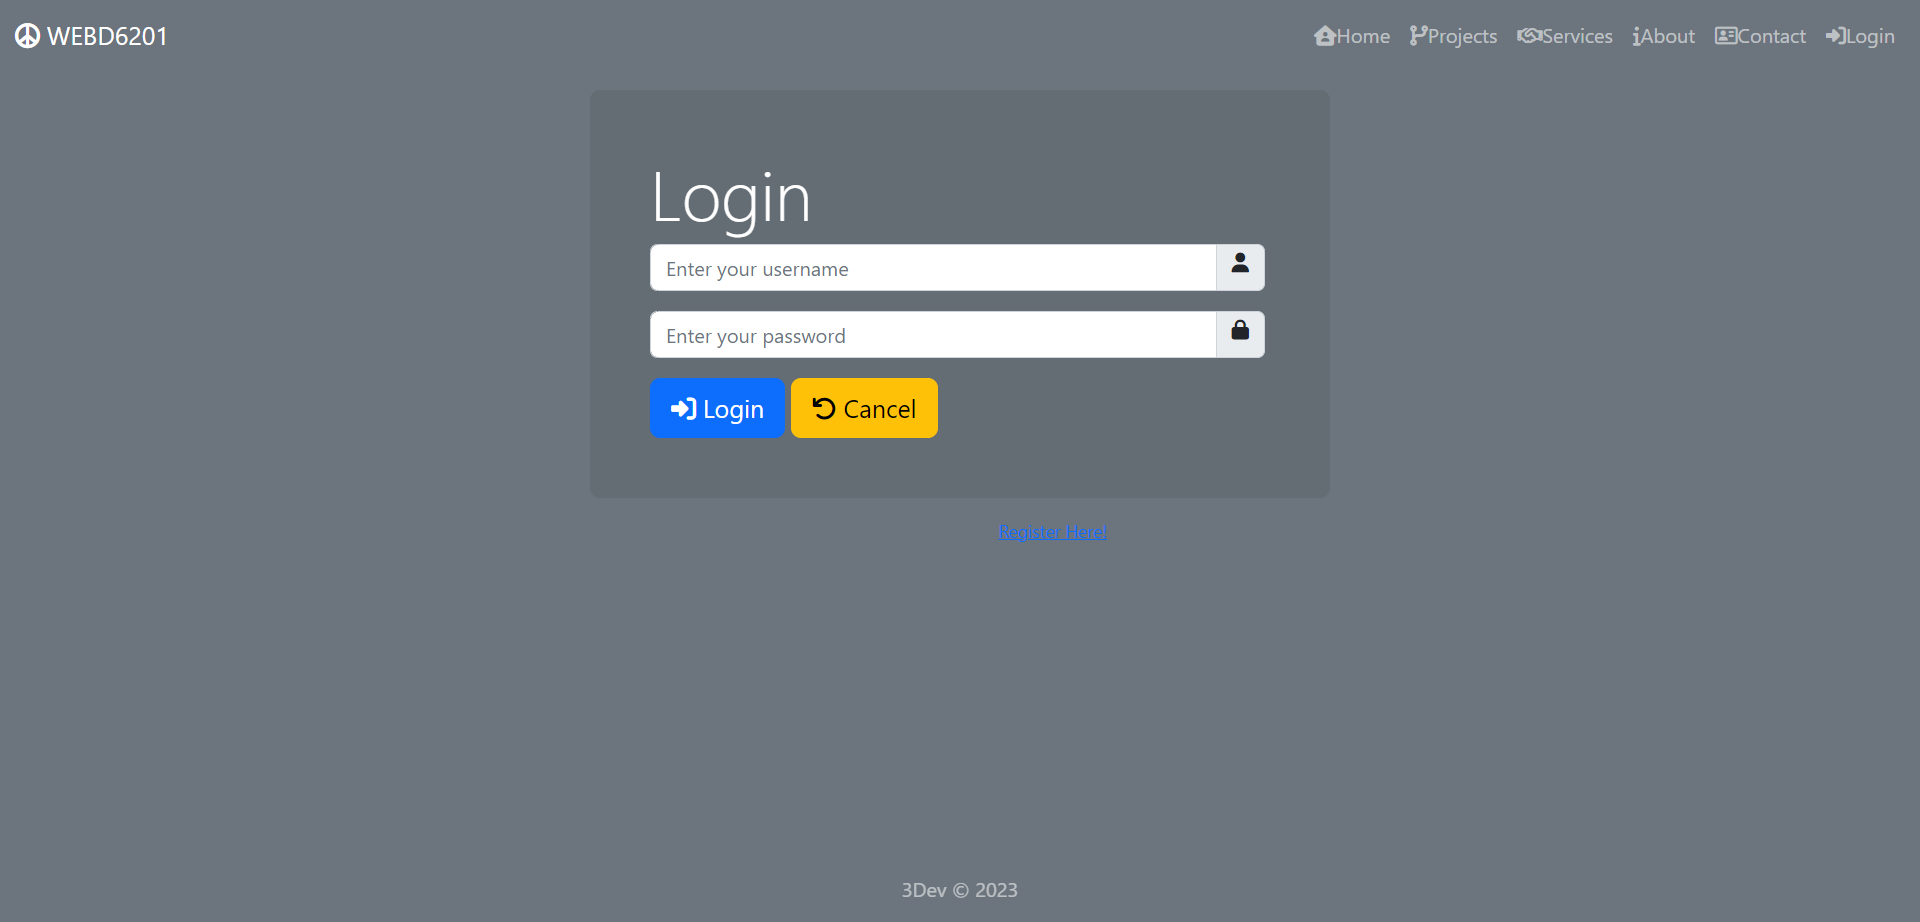 WEBD6201
Home Projects Services About Contact Login
Login
Enter your username
Enter your password
Login Cancel
Register Here!
3Dev © 2023